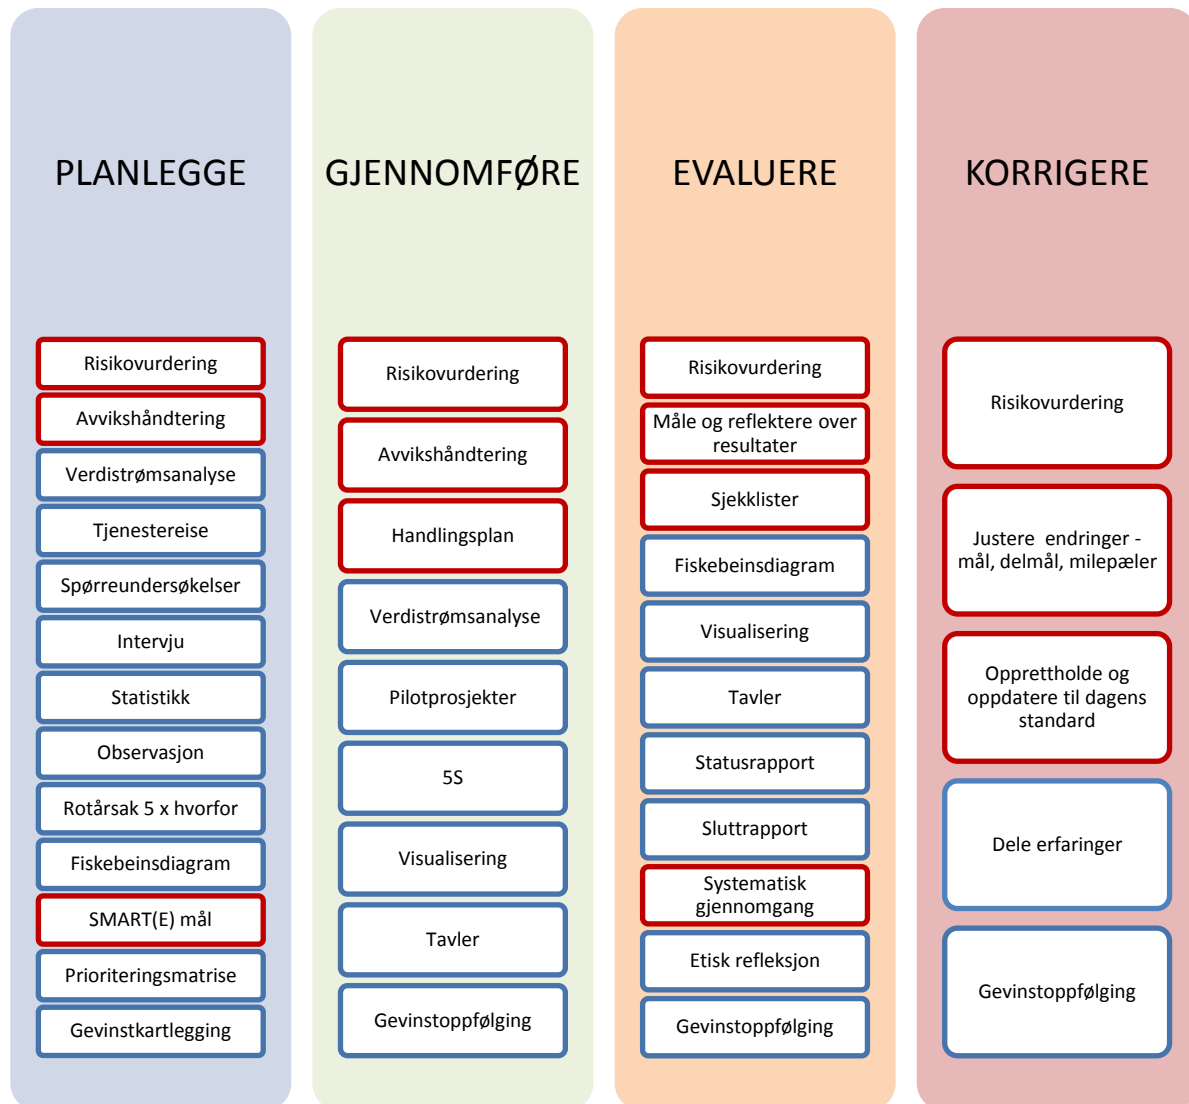 PLANLEGGE
Risikovurdering
Avvikshåndtering
Verdistrømsanalyse
Tjenestereise
Spørreundersøkelser
Intervju
Statistikk
Observasjon
Rotårsak 5 x hvorfor
Fiskebeinsdiagram
SMART(E) mål
Prioriteringsmatrise
Gevinstkartlegging
GJENNOMFØRE
Risikovurdering
Avvikshåndtering
Handlingsplan
Verdistrømsanalyse
Pilotprosjekter
5S
Visualisering
Tavler
Gevinstoppfølging
EVALUERE
Risikovurdering
Måle og reflektere over
resultater
Sjekklister
Fiskebeinsdiagram
Visualisering
Tavler
Statusrapport
Sluttrapport
Systematisk
gjennomgang
Etisk refleksjon
Gevinstoppfølging
KORRIGERE
Risikovurdering
Justere endringer -
mål, delmål, milepæler
Opprettholde og
oppdatere til dagens
standard
Dele erfaringer
Gevinstoppfølging